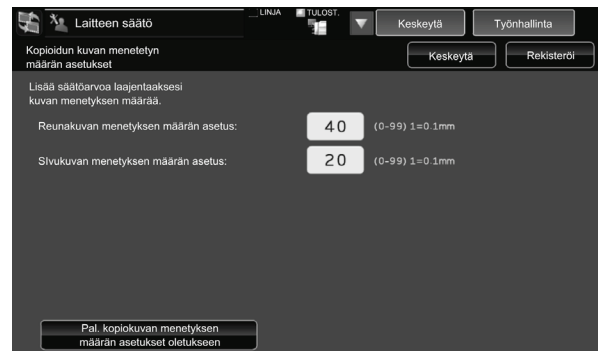 Laitteen säätö
LINJA
TULOST.
Keskeytä
Työnhallinta
Kopioidun kuvan menetetyn
määrän asetukset
Keskeytä
Rekisteröi
Lisää säätöarvoa laajentaaksesi
kuvan menetyksen määrää.
Reunakuvan menetyksen määrän asetus:
40
(0-99) 1=0.1mm
SIvukuvan menetyksen määrän asetus:
20
(0-99) 1=0.1mm
Pal. kopiokuvan menetyksen
määrän asetukset oletukseen